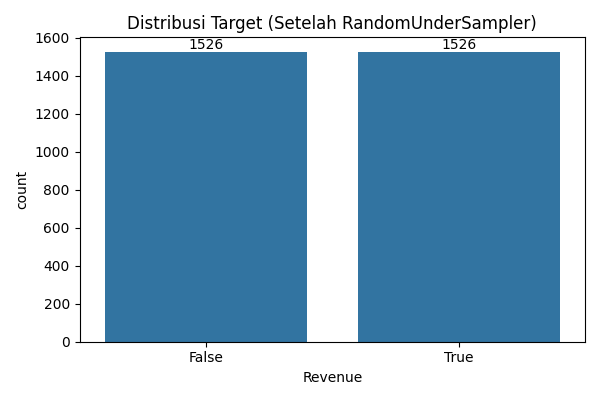 Distribusi Target (Setelah RandomUnderSampler)
1526 1526
1600
1400
1200
1000
800
600
400
200
0
count
False True
Revenue